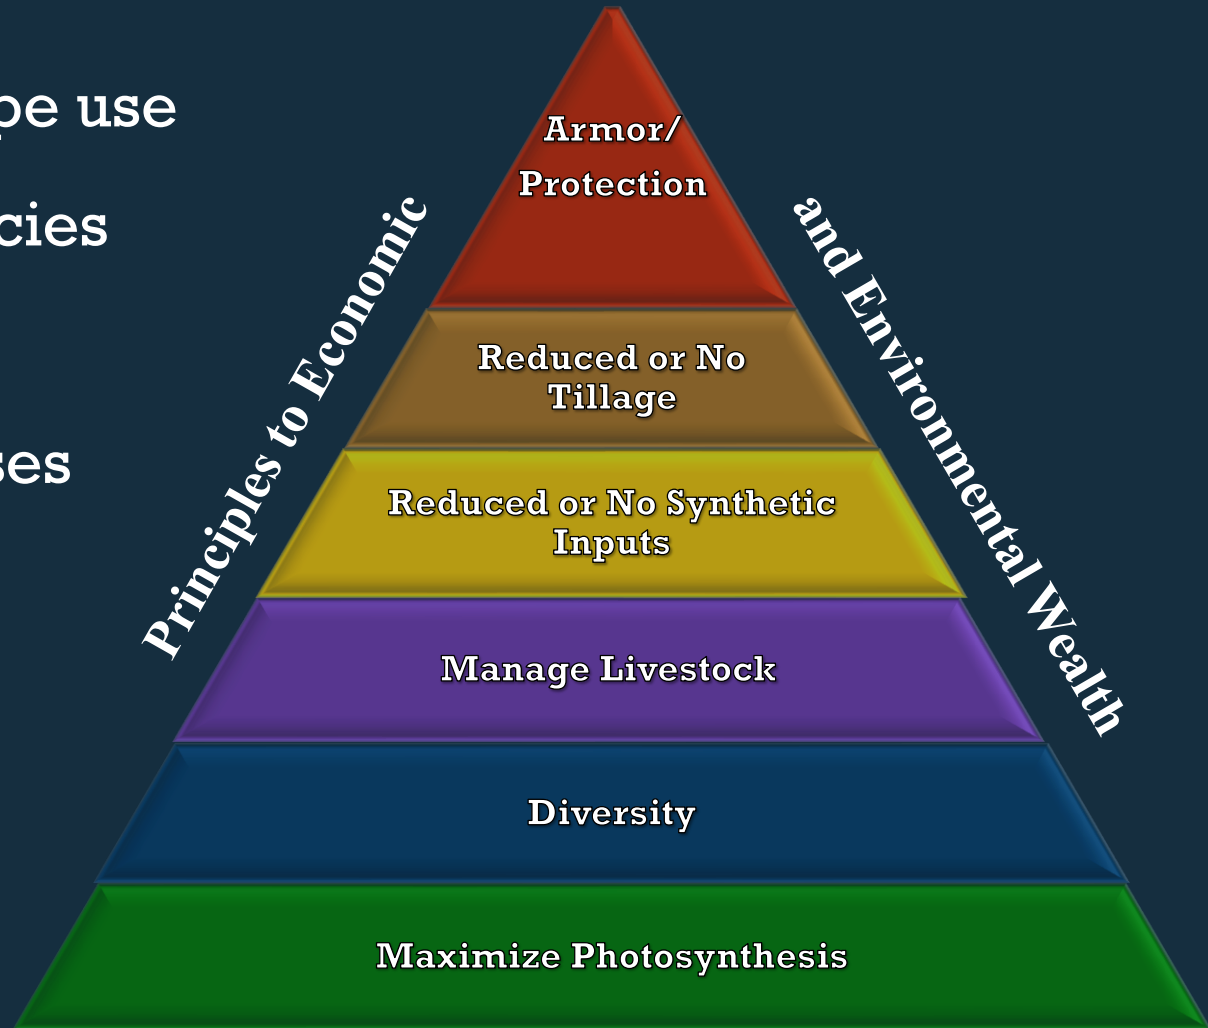 pe use
cies
ses
Principles to Economic
and Environmental Wealth
Armor/
Protection
Reduced or No
Tillage
Reduced or No Synthetic
Inputs
Manage Livestock
Diversity
Maximize Photosynthesis